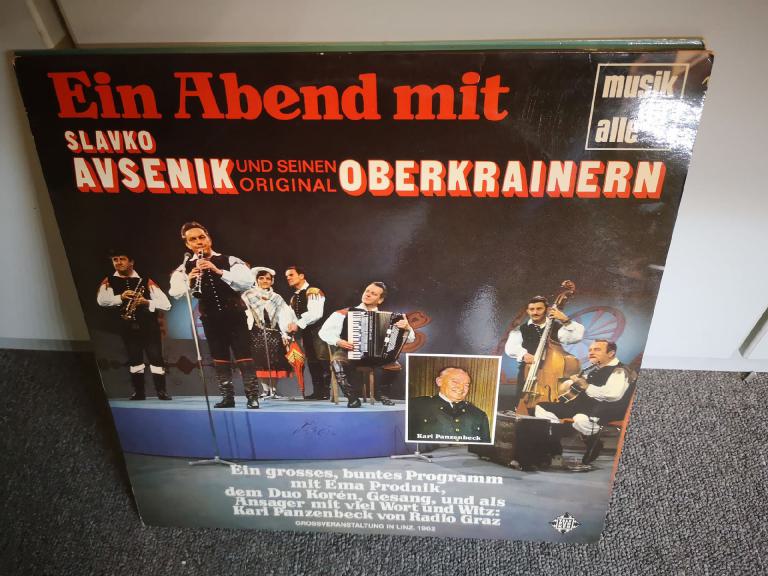 Ein Abend mit
musik
SLAVKO
AVSENIK UND SEINEN ORIGINAL OBERKRAINERN
Karl Panzenbeck
Ein grosses, buntes Programm
mit Ema Prodnik,
dem Duo Korén, Gesang, und als
Ansager mit viel Wort und Witz:
Karl Panzenbeck von Radio Graz
GROSSVERANSTALTUNG IN LINZ, 1962